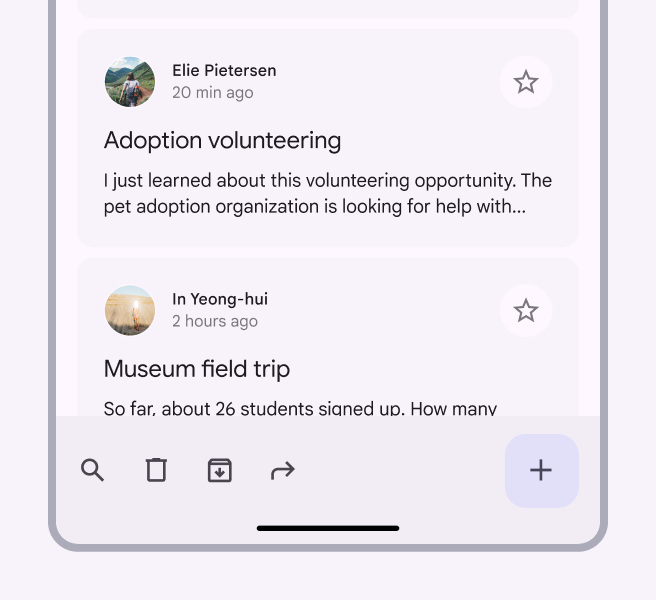 Elie Pietersen
20 min ago
Adoption volunteering
I just learned about this volunteering opportunity. The
pet adoption organization is looking for help with...
In Yeong-hui
2 hours ago
Museum field trip
So far, about 26 students signed up. How many